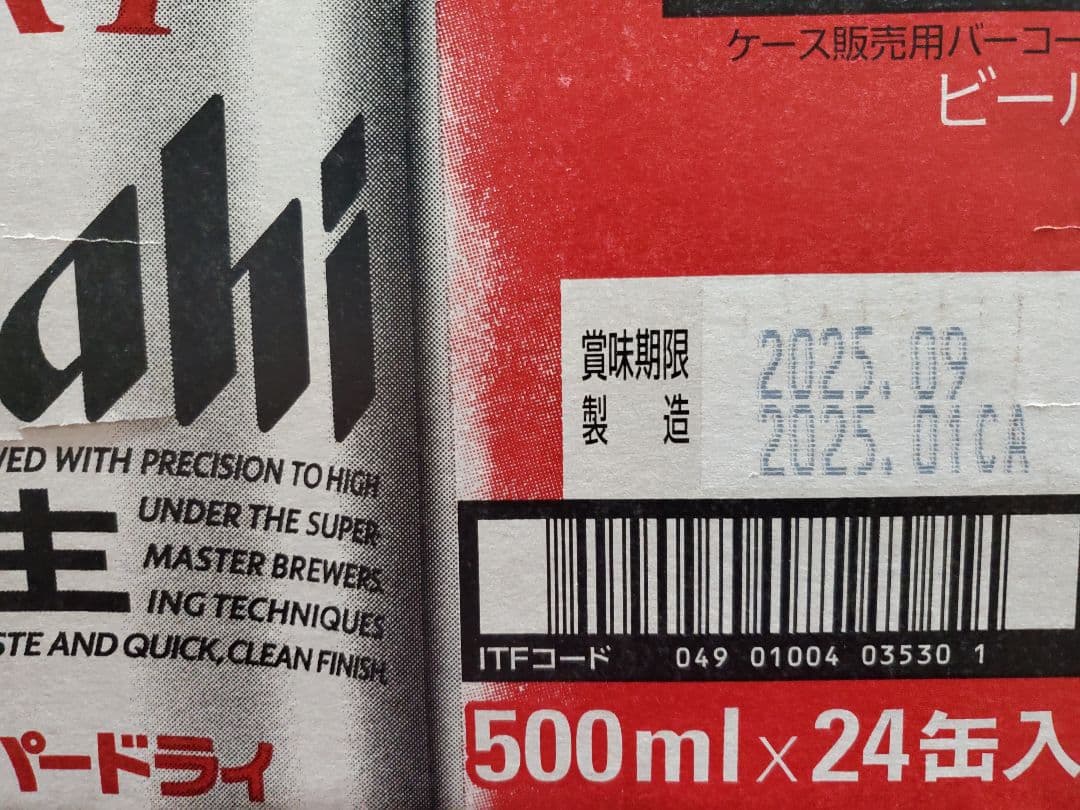 ケース販売用バーコー
ビール
ahi
賞味期限 2025.09
製造 2025.01CA
WED WITH PRECISION TO HIGH
UNDER THE SUPER
MASTER BREWERS.
ING TECHNIQUES
STE AND QUICK, CLEAN FINISH.
生
ITFコード 049 01004 03530 1
パードライ
500ml×24缶入